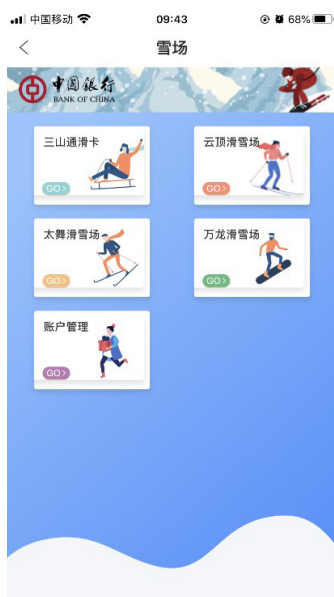 中国移动 09:43 68%
雪场
中国银行
BANK OF CHINA
三山通滑卡
GO
云顶滑雪场
GO
太舞滑雪场
GO
万龙滑雪场
GO
账户管理
GO